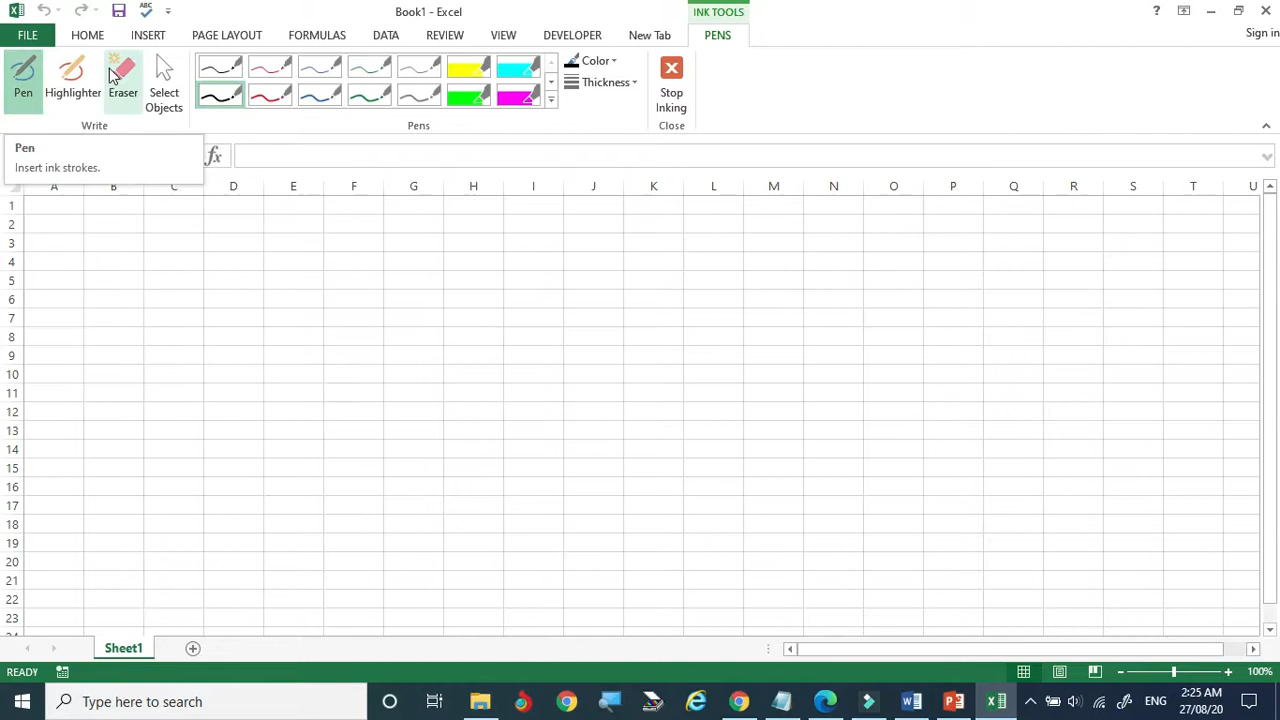 ABC
Book1 - Excel
INK TOOLS
?
FILE
HOME
INSERT
PAGE LAYOUT
FORMULAS
DATA
REVIEW
VIEW
DEVELOPER
New Tab
PENS
Sign in
Pen
Highlighter
Eraser
Select
Objects
Color
Thickness
Stop
Inking
Write
Pens
Close
Pen
Insert ink strokes.
fx
A B C D E F G H I J K L M N O P Q R S T U
1
2
3
4
5
6
7
8
9
10
11
12
13
14
15
16
17
18
19
20
21
22
23
24
Sheet1
READY
100%
Type here to search
ENG
2:25 AM
27/08/20